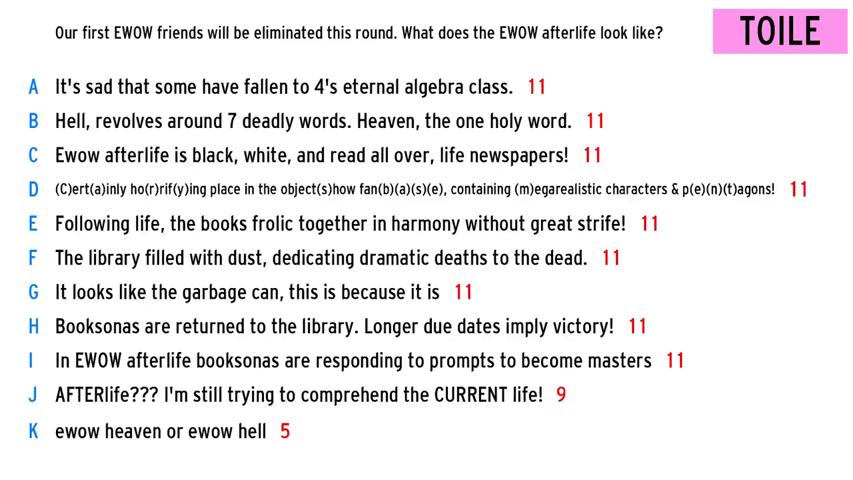 Our first EWOW friends will be eliminated this round. What does the EWOW afterlife look like?
TOILE
A It's sad that some have fallen to 4's eternal algebra class. 11
B Hell, revolves around 7 deadly words. Heaven, the one holy word. 11
C Ewow afterlife is black, white, and read all over, life newspapers! 11
D (C)ert(a)inly ho(r)rif(y)ing place in the object(s)how fan(b)(a)(s)(e), containing (m)egarealistic characters & p(e)(n)(t)agons! 11
E Following life, the books frolic together in harmony without great strife! 11
F The library filled with dust, dedicating dramatic deaths to the dead. 11
G It looks like the garbage can, this is because it is 11
H Booksonas are returned to the library. Longer due dates imply victory! 11
I In EWOW afterlife booksonas are responding to prompts to become masters 11
J AFTERlife??? I'm still trying to comprehend the CURRENT life! 9
K ewow heaven or ewow hell 5